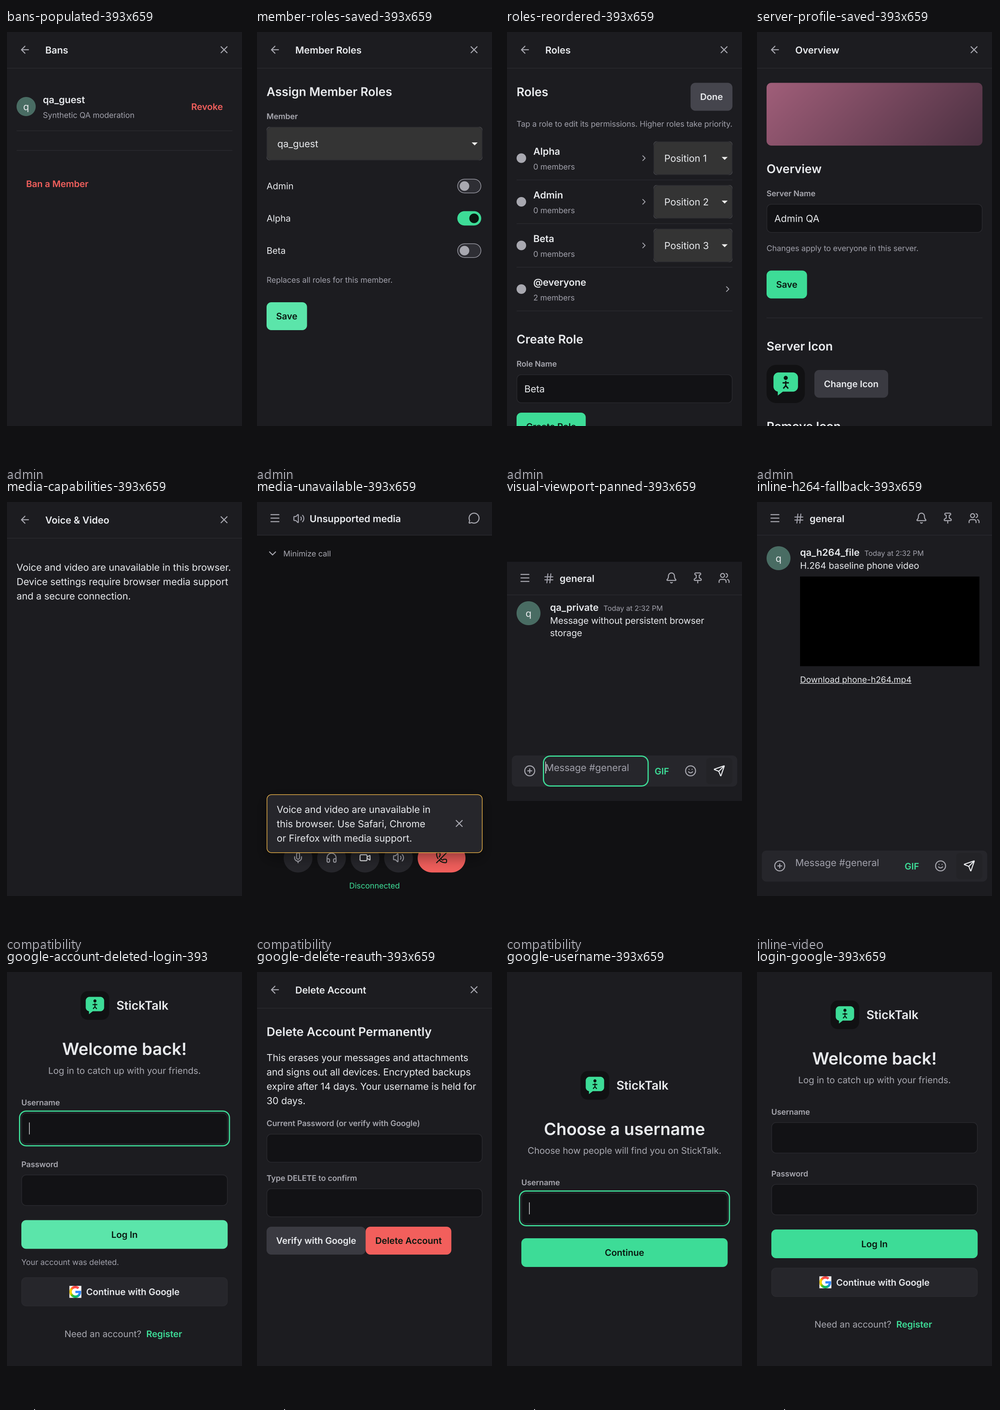 bans-populated-393x659
Bans
q
qa_guest
Synthetic QA moderation
Revoke
Ban a Member
member-roles-saved-393x659
Member Roles
Assign Member Roles
Member
qa_guest
Admin
Alpha
Beta
Replaces all roles for this member.
Save
roles-reordered-393x659
Roles
Roles
Done
Tap a role to edit its permissions. Higher roles take priority.
Alpha
0 members
Position 1
Admin
0 members
Position 2
Beta
0 members
Position 3
@everyone
2 members
Create Role
Role Name
Beta
Create Role
server-profile-saved-393x659
Overview
Overview
Server Name
Admin QA
Changes apply to everyone in this server.
Save
Server Icon
Change Icon
Remove Icon
admin
media-capabilities-393x659
Voice & Video
Voice and video are unavailable in this browser.
Device settings require browser media support
and a secure connection.
admin
media-unavailable-393x659
Unsupported media
Minimize call
Voice and video are unavailable in
this browser. Use Safari, Chrome
or Firefox with media support.
Disconnected
admin
visual-viewport-panned-393x659
# general
q
qa_private Today at 2:32 PM
Message without persistent browser
storage
Message #general
GIF
admin
inline-h264-fallback-393x659
# general
q
qa_h264_file Today at 2:32 PM
H.264 baseline phone video
Download phone-h264.mp4
Message #general
GIF
compatibility
google-account-deleted-login-393
StickTalk
Welcome back!
Log in to catch up with your friends.
Username
Password
Log In
Your account was deleted.
Continue with Google
Need an account? Register
compatibility
google-delete-reauth-393x659
Delete Account
Delete Account Permanently
This erases your messages and attachments
and signs out all devices. Encrypted backups
expire after 14 days. Your username is held for
30 days.
Current Password (or verify with Google)
Type DELETE to confirm
Verify with Google
Delete Account
compatibility
google-username-393x659
StickTalk
Choose a username
Choose how people will find you on StickTalk.
Username
Continue
inline-video
login-google-393x659
StickTalk
Welcome back!
Log in to catch up with your friends.
Username
Password
Log In
Continue with Google
Need an account? Register